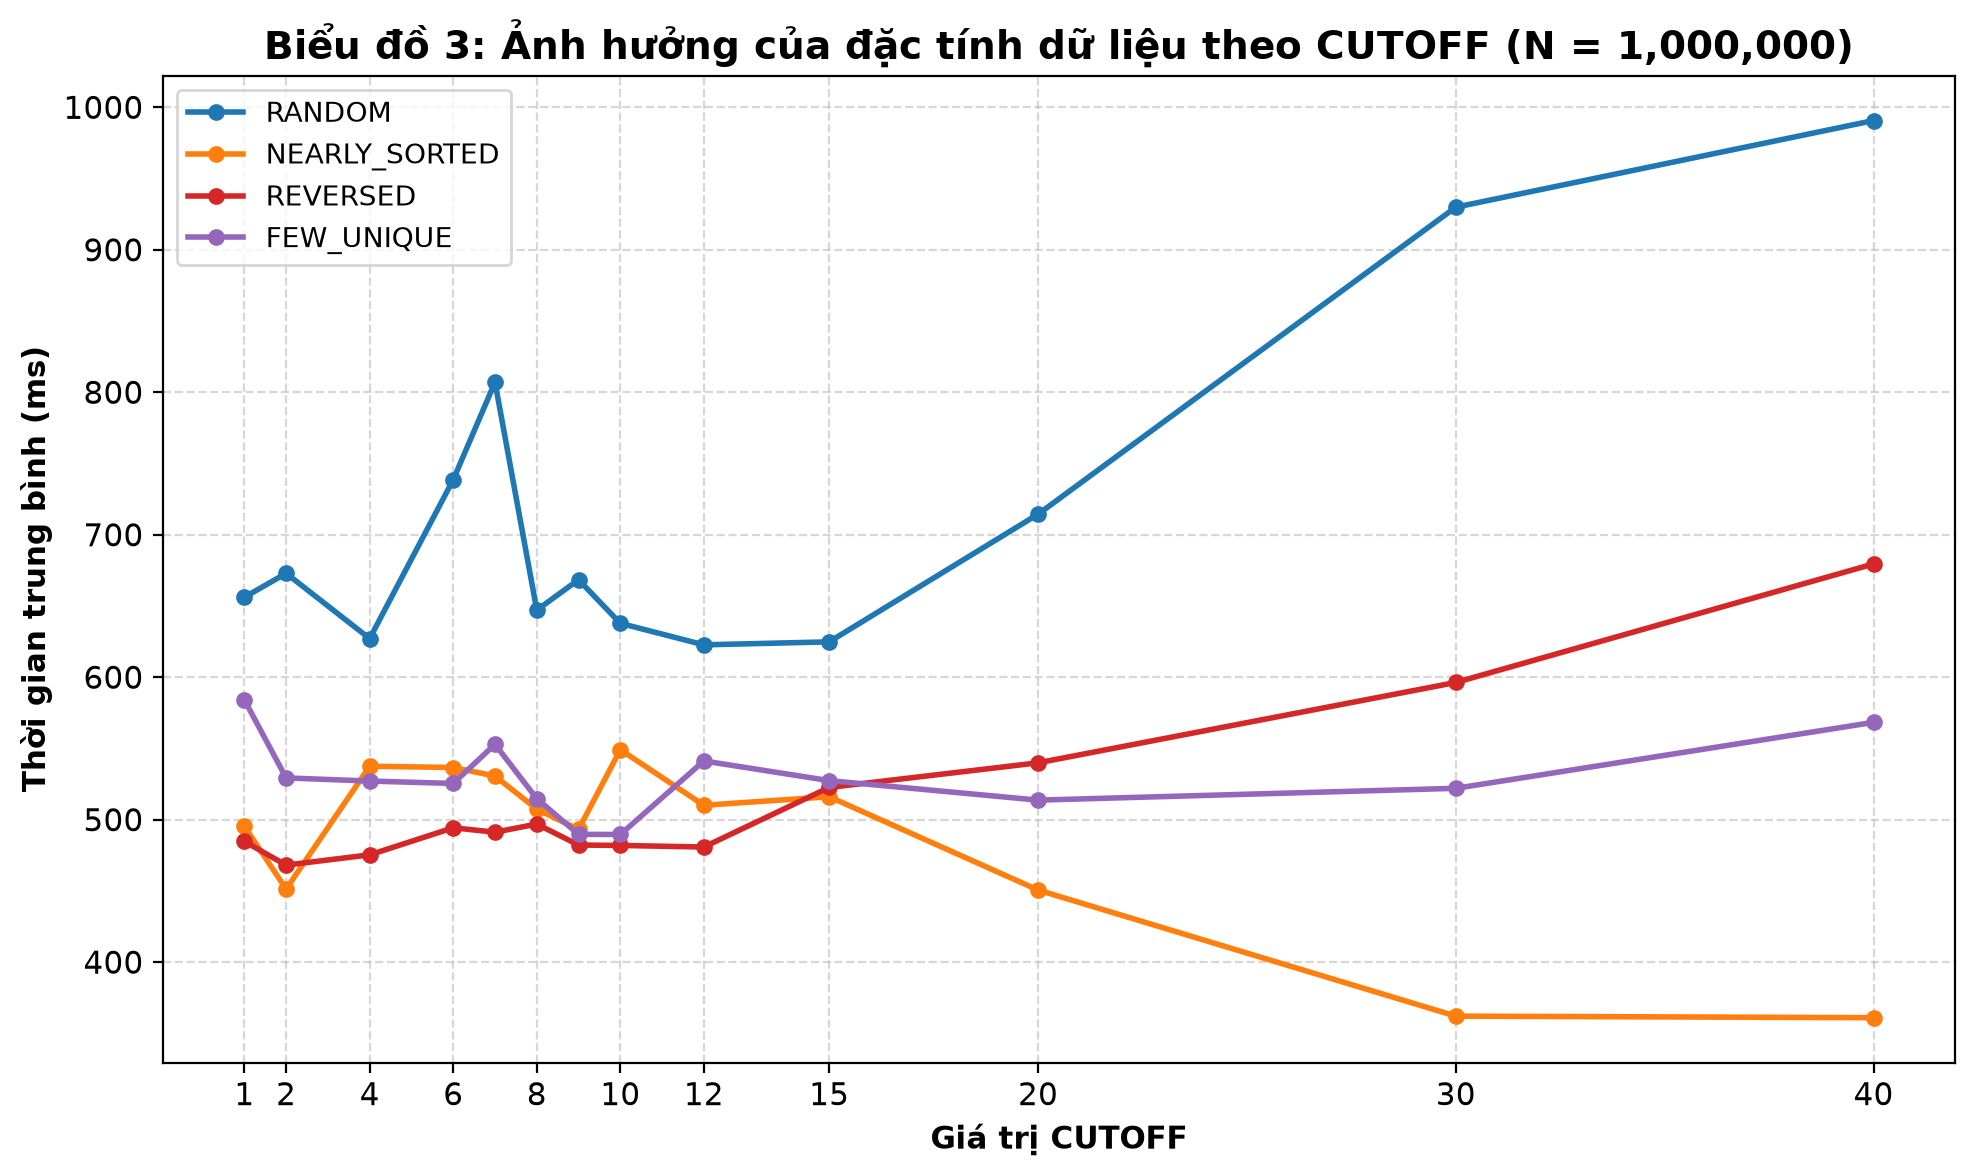 Biểu đồ 3: Ảnh hưởng của đặc tính dữ liệu theo CUTOFF (N = 1,000,000)
RANDOM
NEARLY_SORTED
REVERSED
FEW_UNIQUE
Thời gian trung bình (ms)
1000
900
800
700
600
500
400
1 2 4 6 8 10 12 15 20 30 40
Giá trị CUTOFF